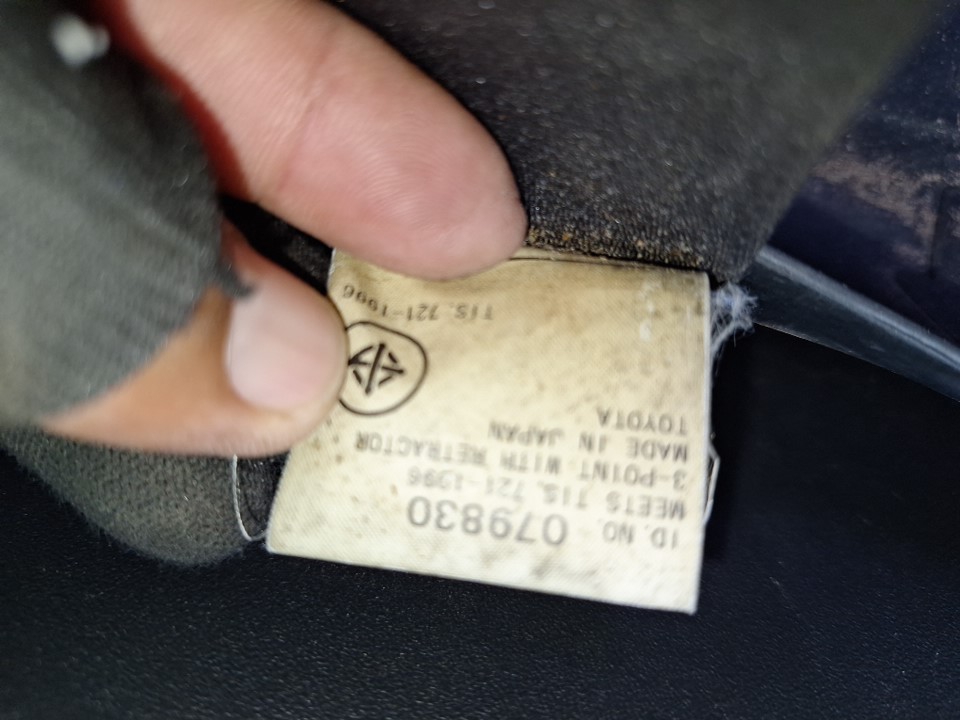 ID. NO. 079830
MEETS TIS. 721-1996
3-POINT WITH RETRACTOR
MADE IN JAPAN
TOYOTA
TIS. 721-1996